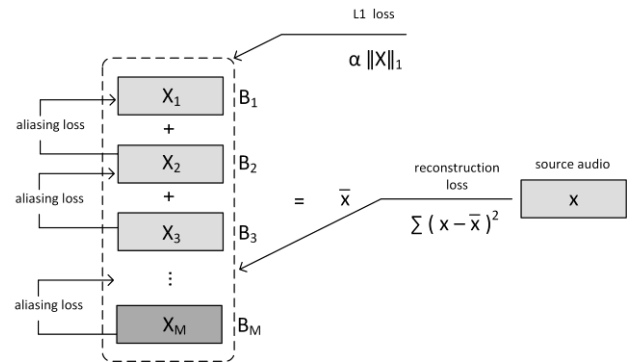 L1 loss
α ‖X‖₁
X₁ B₁
aliasing loss
+
X₂ B₂
aliasing loss
+
X₃ B₃
= x̅
reconstruction
loss
∑ ( x − x̅ )²
source audio
x
⋮
aliasing loss
X_M B_M